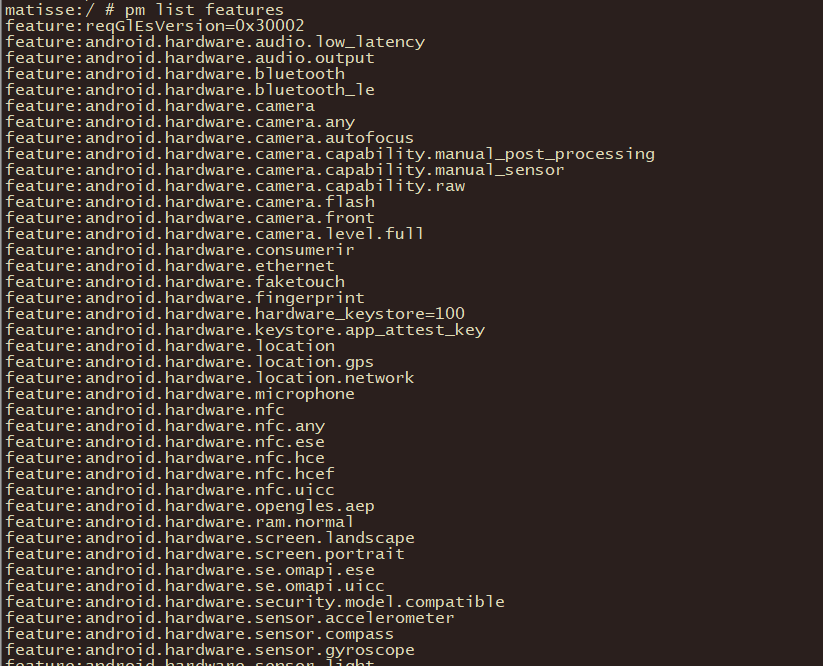 matisse:/ # pm list features
feature:reqGlEsVersion=0x30002
feature:android.hardware.audio.low_latency
feature:android.hardware.audio.output
feature:android.hardware.bluetooth
feature:android.hardware.bluetooth_le
feature:android.hardware.camera
feature:android.hardware.camera.any
feature:android.hardware.camera.autofocus
feature:android.hardware.camera.capability.manual_post_processing
feature:android.hardware.camera.capability.manual_sensor
feature:android.hardware.camera.capability.raw
feature:android.hardware.camera.flash
feature:android.hardware.camera.front
feature:android.hardware.camera.level.full
feature:android.hardware.consumerir
feature:android.hardware.ethernet
feature:android.hardware.faketouch
feature:android.hardware.fingerprint
feature:android.hardware.hardware_keystore=100
feature:android.hardware.keystore.app_attest_key
feature:android.hardware.location
feature:android.hardware.location.gps
feature:android.hardware.location.network
feature:android.hardware.microphone
feature:android.hardware.nfc
feature:android.hardware.nfc.any
feature:android.hardware.nfc.ese
feature:android.hardware.nfc.hce
feature:android.hardware.nfc.hcef
feature:android.hardware.nfc.uicc
feature:android.hardware.opengles.aep
feature:android.hardware.ram.normal
feature:android.hardware.screen.landscape
feature:android.hardware.screen.portrait
feature:android.hardware.se.omapi.ese
feature:android.hardware.se.omapi.uicc
feature:android.hardware.security.model.compatible
feature:android.hardware.sensor.accelerometer
feature:android.hardware.sensor.compass
feature:android.hardware.sensor.gyroscope
feature:android.hardware.sensor.light